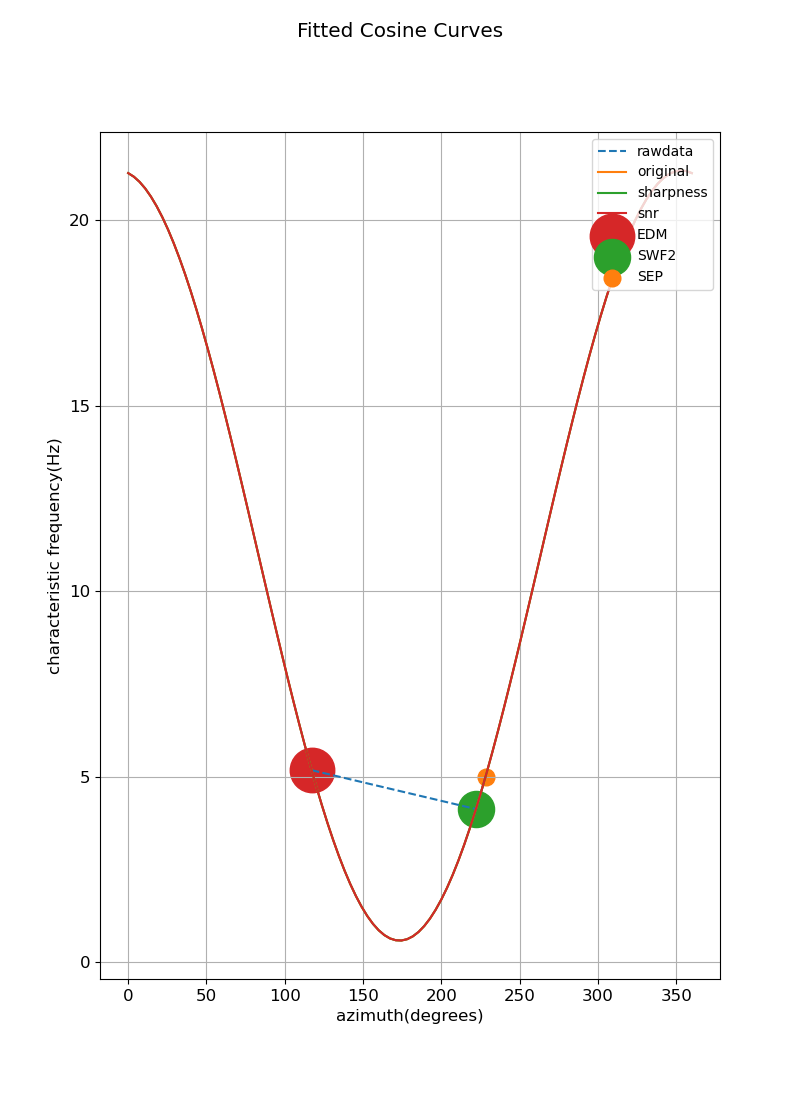 Fitted Cosine Curves
rawdata
original
sharpness
snr
EDM
SWF2
SEP
characteristic frequency(Hz)
20
15
10
5
0
0 50 100 150 200 250 300 350
azimuth(degrees)